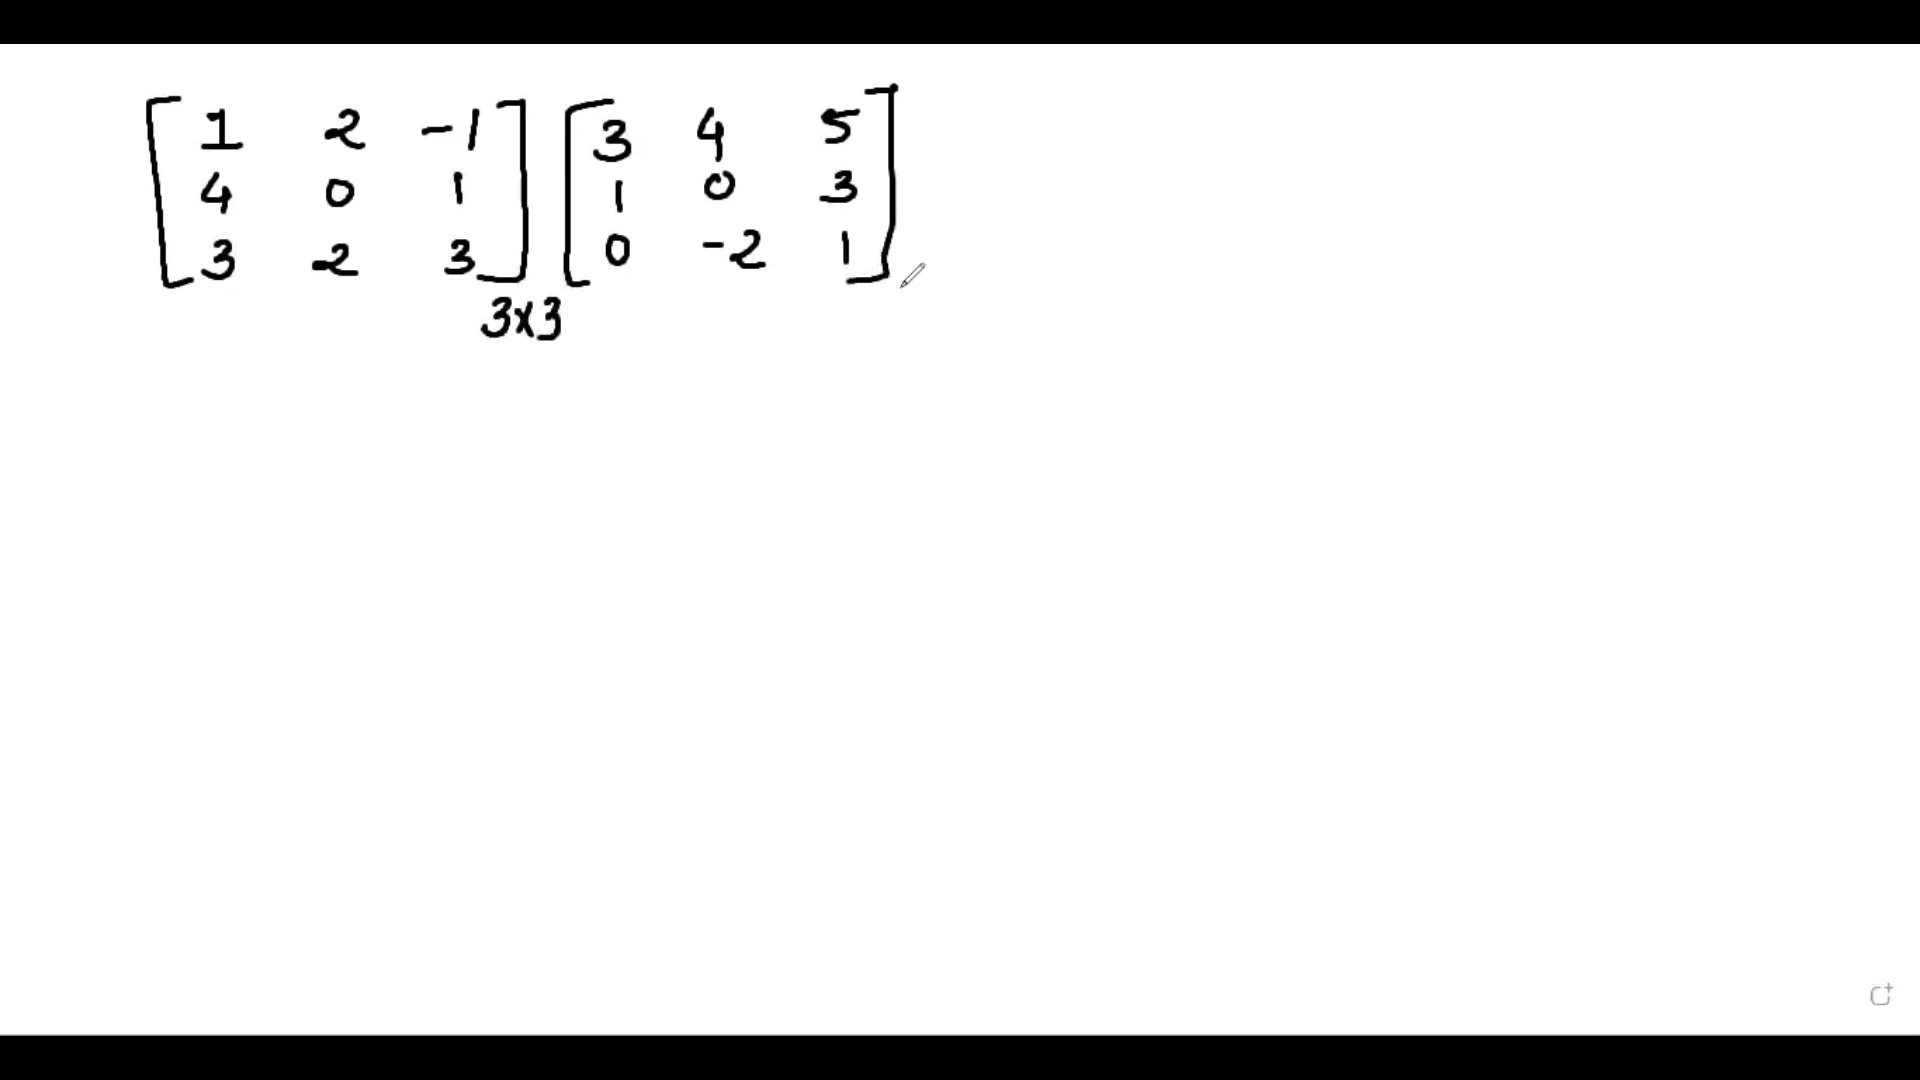 [ 1 2 -1 ] [ 3 4 5 ]
[ 4 0 1 ] [ 1 0 3 ]
[ 3 2 3 ] [ 0 -2 1 ]
3x3